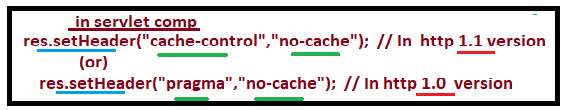 in servlet comp
res.setHeader("cache-control","no-cache"); // In http 1.1 version
(or)
res.setHeader("pragma","no-cache"); // In http 1.0 version